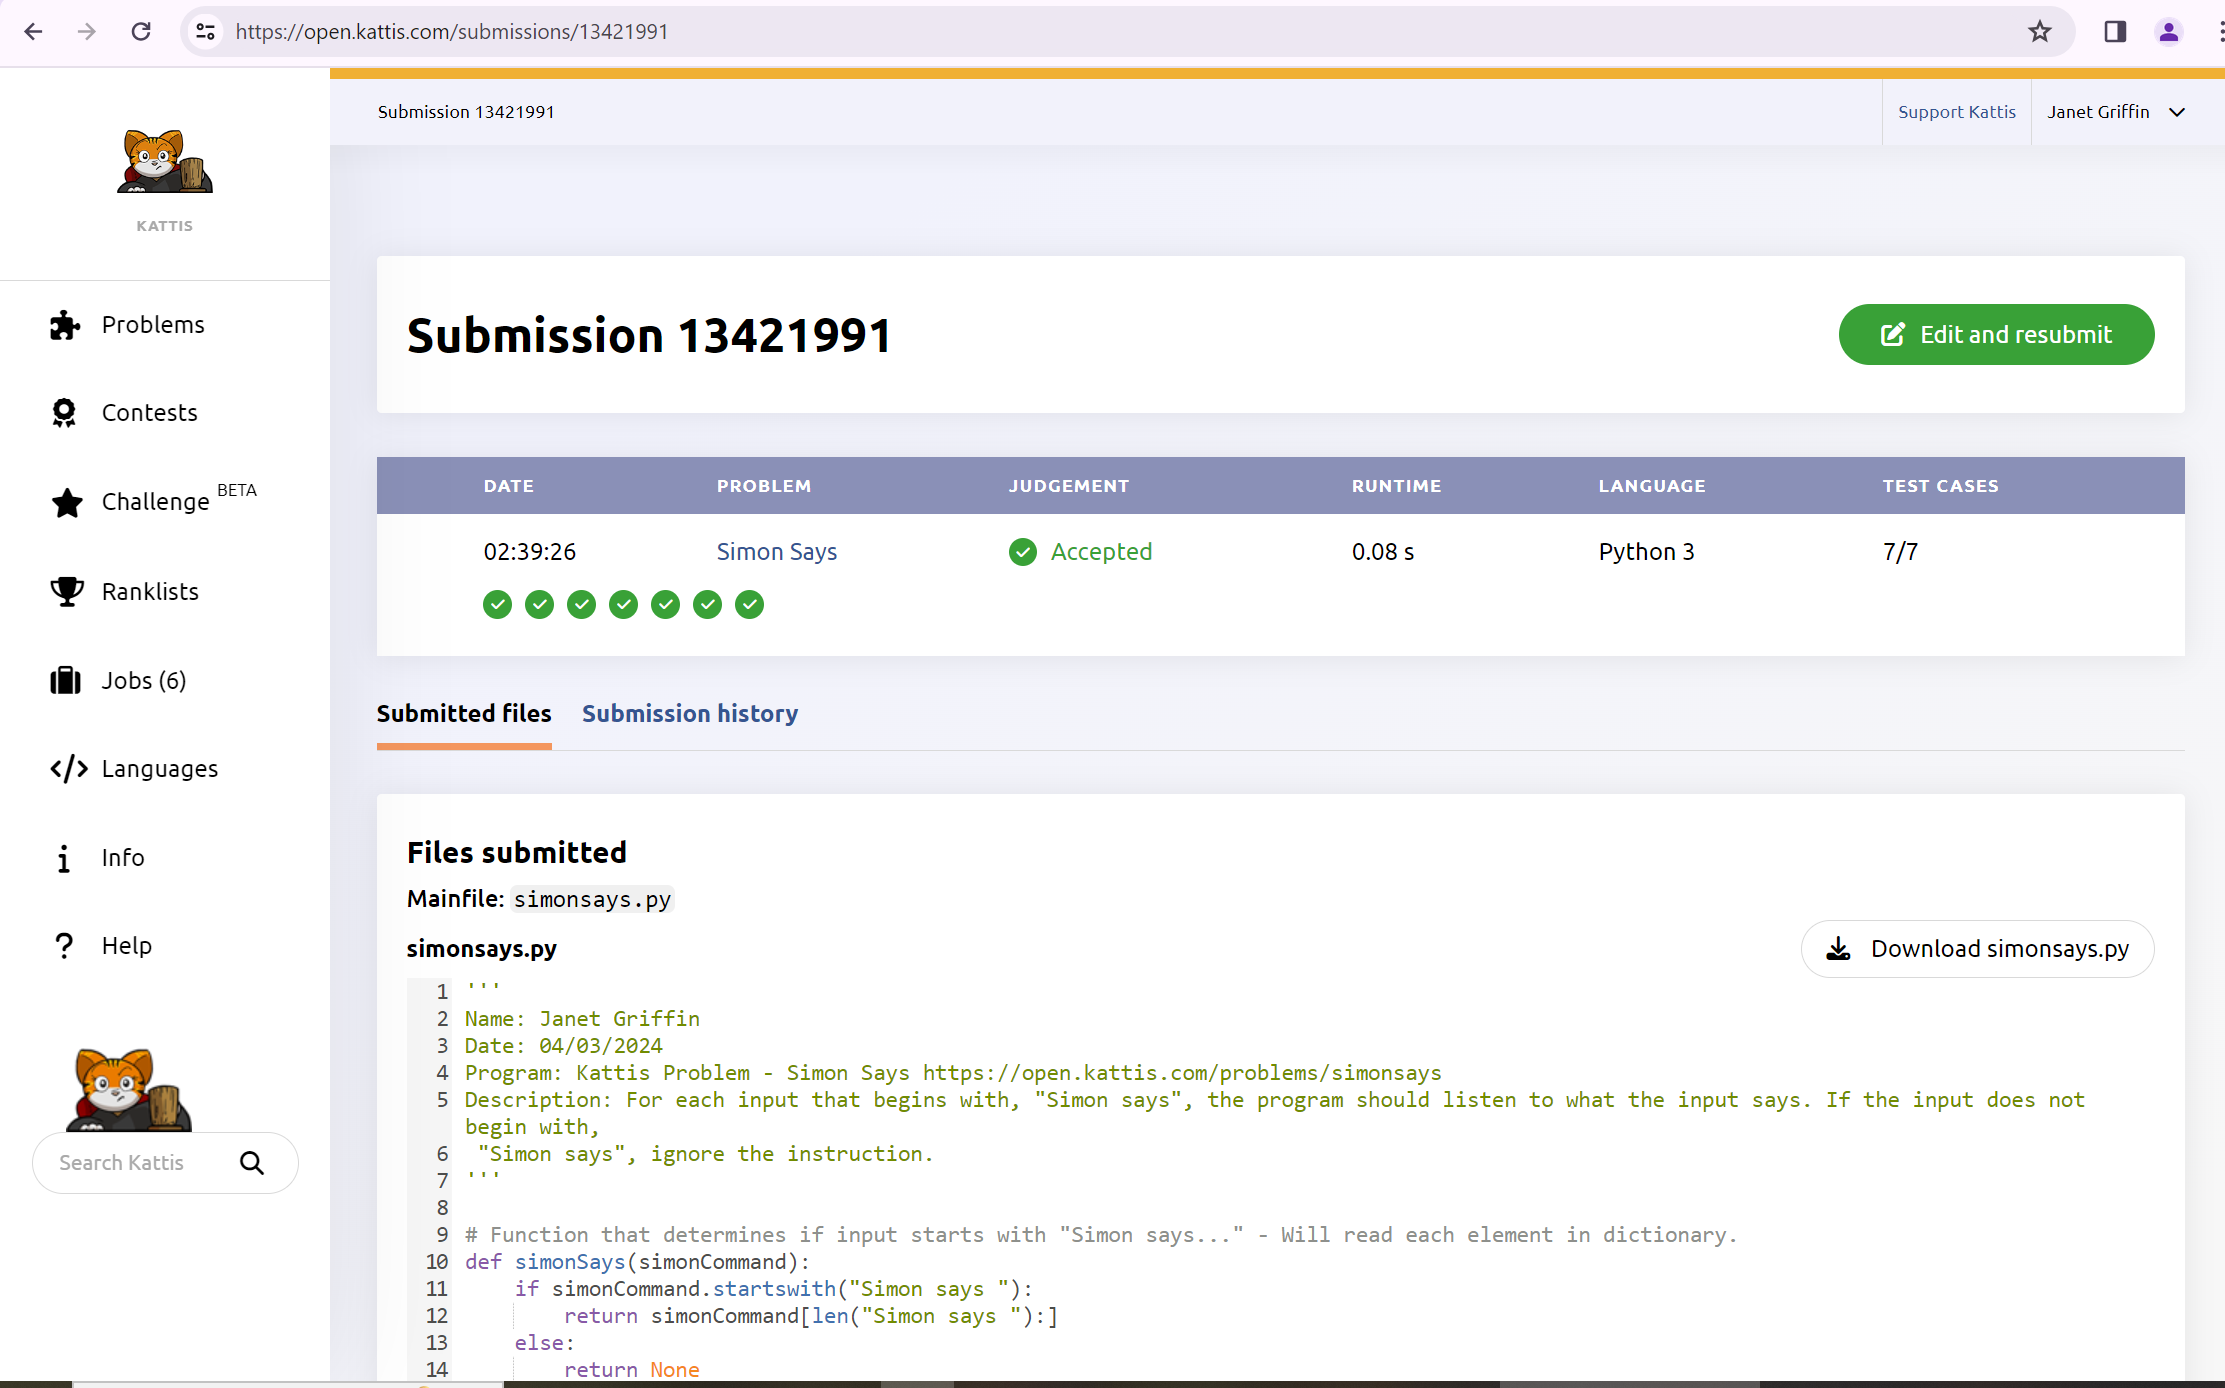 https://open.kattis.com/submissions/13421991
Submission 13421991
Support Kattis
Janet Griffin
KATTIS
Problems
Contests
Challenge BETA
Ranklists
Jobs (6)
Languages
Info
Help
Search Kattis
Submission 13421991
Edit and resubmit
DATE PROBLEM JUDGEMENT RUNTIME LANGUAGE TEST CASES
02:39:26 Simon Says Accepted 0.08 s Python 3 7/7
Submitted files Submission history
Files submitted
Mainfile: simonsays.py
simonsays.py
Download simonsays.py
1 '''
2 Name: Janet Griffin
3 Date: 04/03/2024
4 Program: Kattis Problem - Simon Says https://open.kattis.com/problems/simonsays
5 Description: For each input that begins with, "Simon says", the program should listen to what the input says. If the input does not
begin with,
6  "Simon says", ignore the instruction.
7 '''
8
9 # Function that determines if input starts with "Simon says..." - Will read each element in dictionary.
10 def simonSays(simonCommand):
11     if simonCommand.startswith("Simon says "):
12         return simonCommand[len("Simon says "):]
13     else:
14         return None